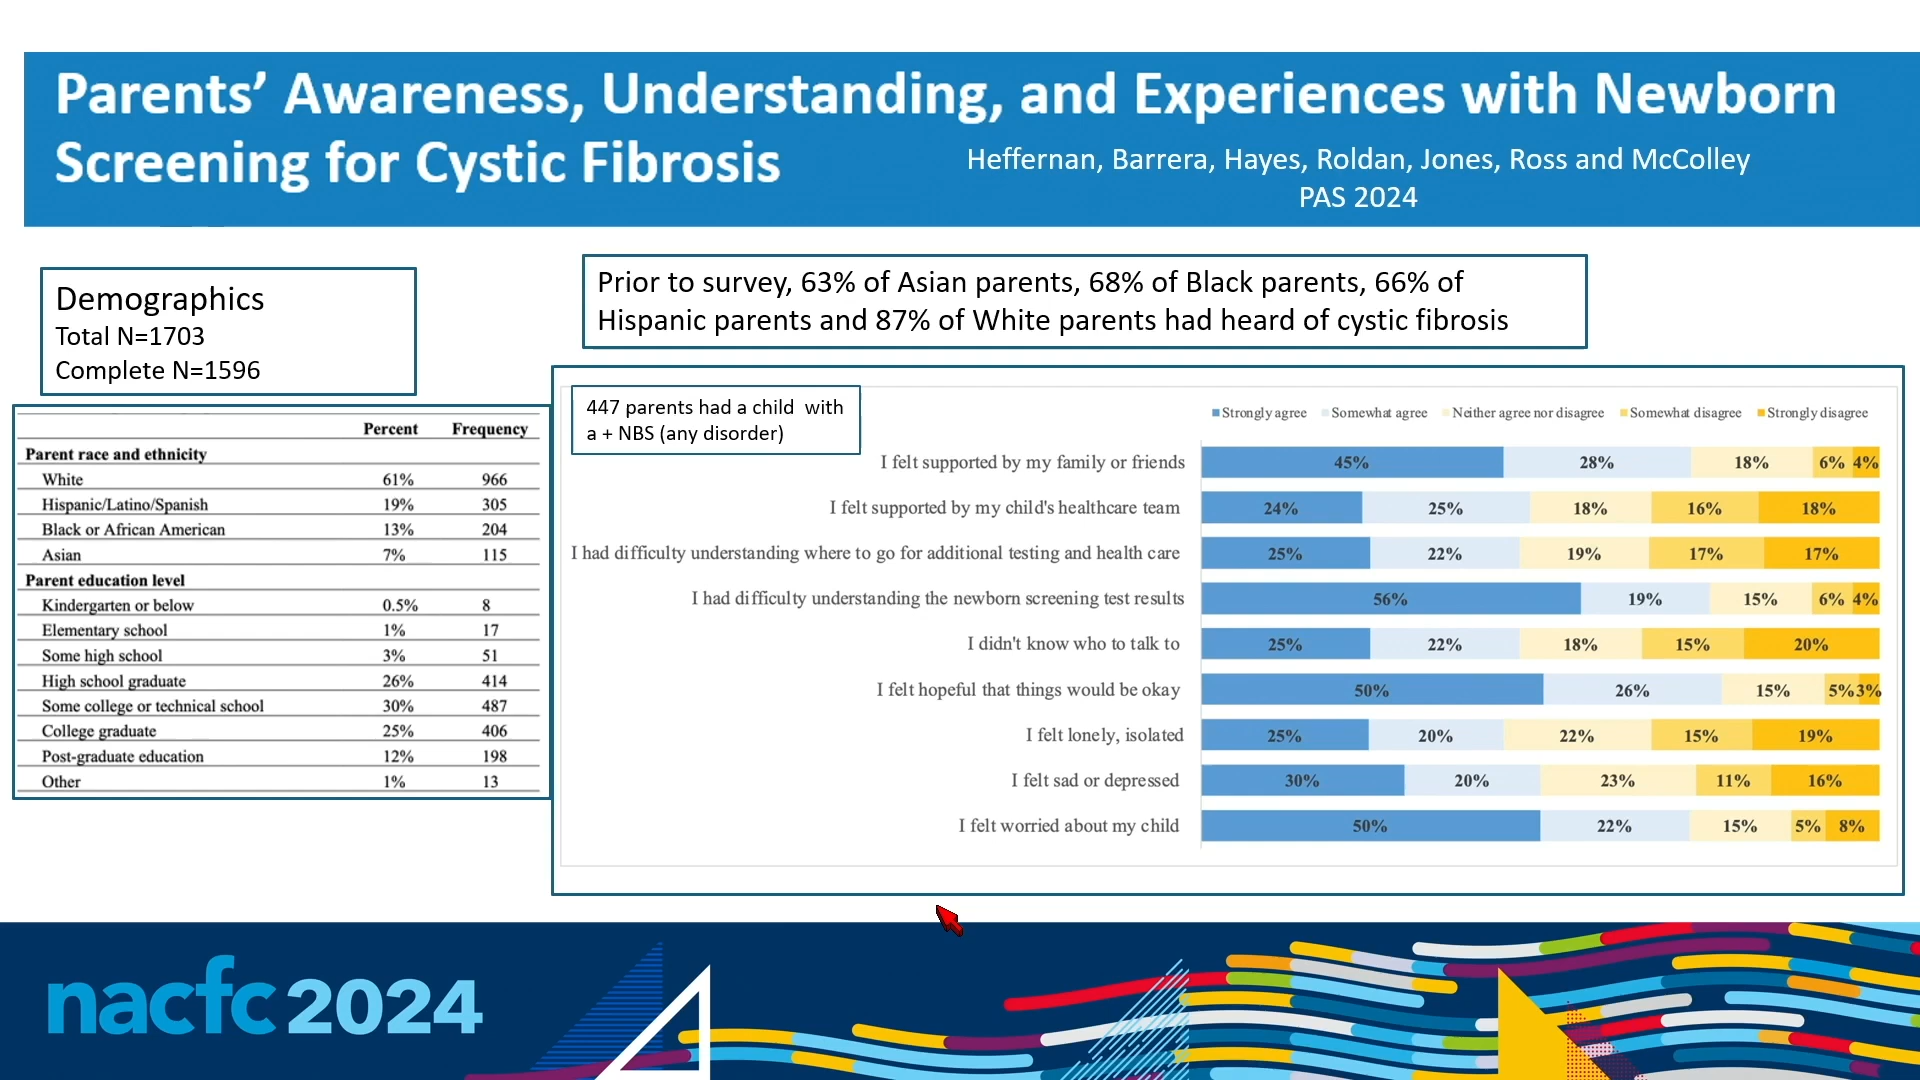 Parents’ Awareness, Understanding, and Experiences with Newborn
Screening for Cystic Fibrosis
Heffernan, Barrera, Hayes, Roldan, Jones, Ross and McColley
PAS 2024
Demographics
Total N=1703
Complete N=1596
Prior to survey, 63% of Asian parents, 68% of Black parents, 66% of
Hispanic parents and 87% of White parents had heard of cystic fibrosis
Percent Frequency
Parent race and ethnicity
White 61% 966
Hispanic/Latino/Spanish 19% 305
Black or African American 13% 204
Asian 7% 115
Parent education level
Kindergarten or below 0.5% 8
Elementary school 1% 17
Some high school 3% 51
High school graduate 26% 414
Some college or technical school 30% 487
College graduate 25% 406
Post-graduate education 12% 198
Other 1% 13
447 parents had a child with
a + NBS (any disorder)
Strongly agree Somewhat agree Neither agree nor disagree Somewhat disagree Strongly disagree
I felt supported by my family or friends 45% 28% 18% 6% 4%
I felt supported by my child's healthcare team 24% 25% 18% 16% 18%
I had difficulty understanding where to go for additional testing and health care 25% 22% 19% 17% 17%
I had difficulty understanding the newborn screening test results 56% 19% 15% 6% 4%
I didn't know who to talk to 25% 22% 18% 15% 20%
I felt hopeful that things would be okay 50% 26% 15% 5% 3%
I felt lonely, isolated 25% 20% 22% 15% 19%
I felt sad or depressed 30% 20% 23% 11% 16%
I felt worried about my child 50% 22% 15% 5% 8%
nacfc 2024